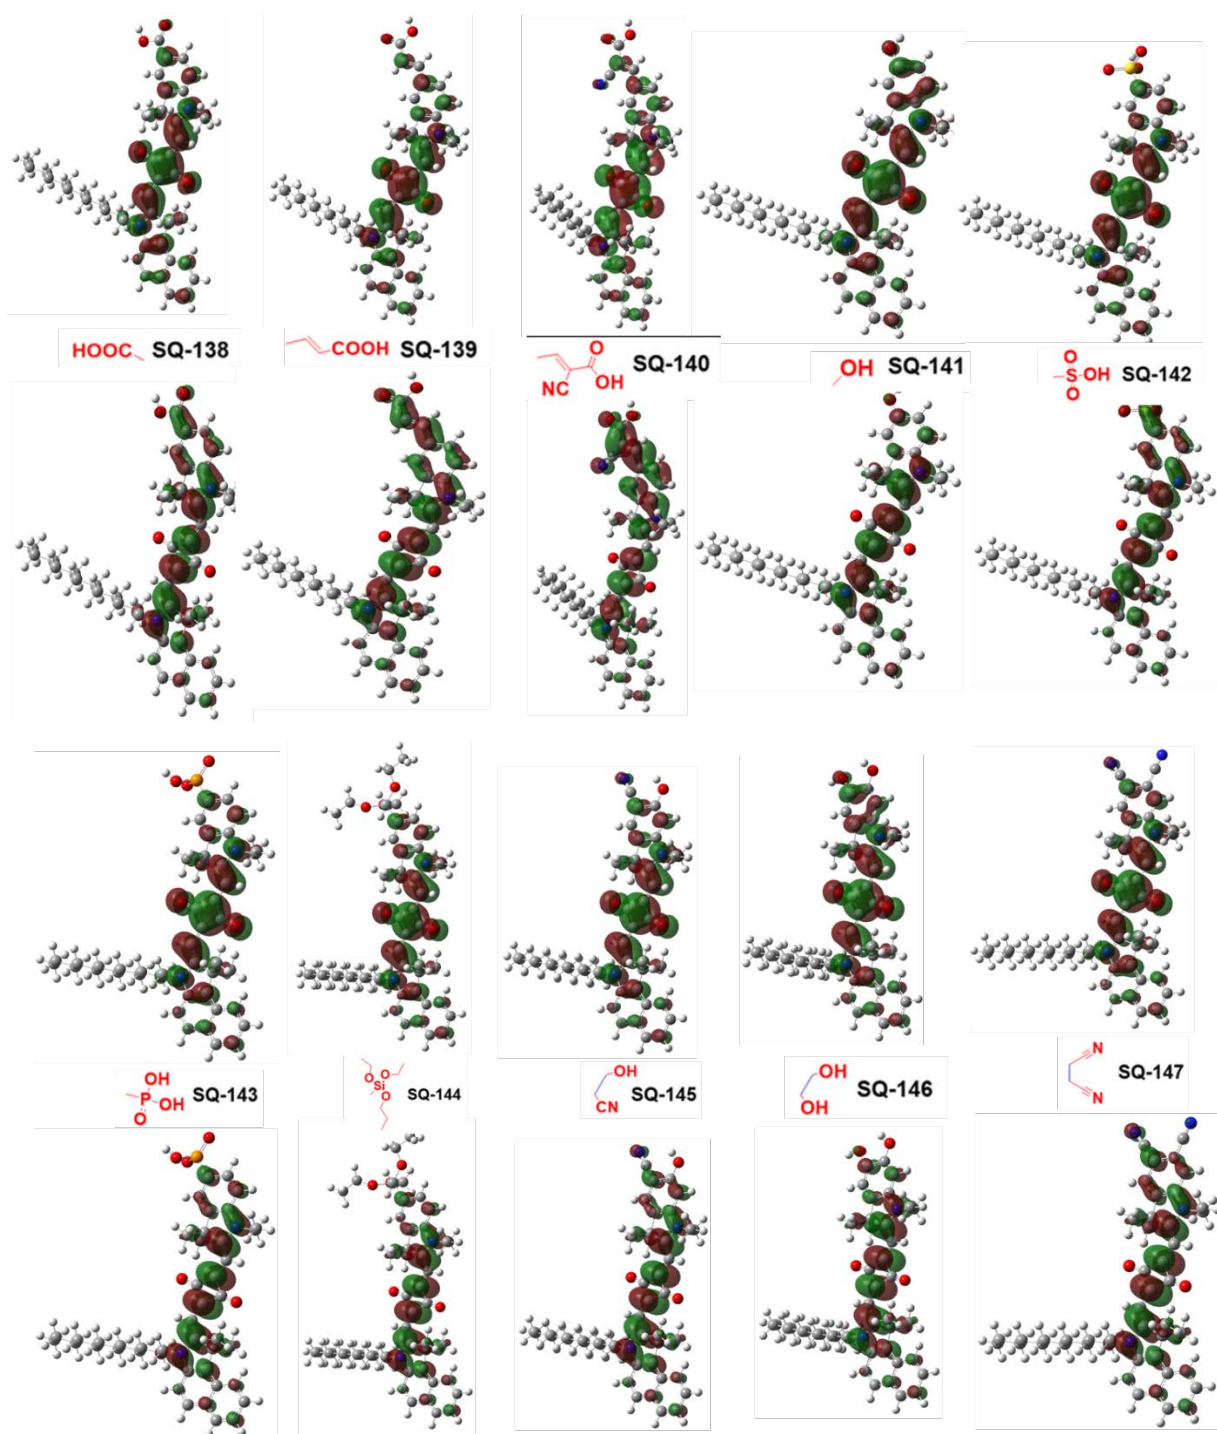 HOOC SQ-138
COOH SQ-139
O
NC OH SQ-140
OH SQ-141
O
S OH SQ-142
O
OH
P OH SQ-143
O
O O
Si
O SQ-144
OH
CN SQ-145
OH
OH SQ-146
N
N SQ-147